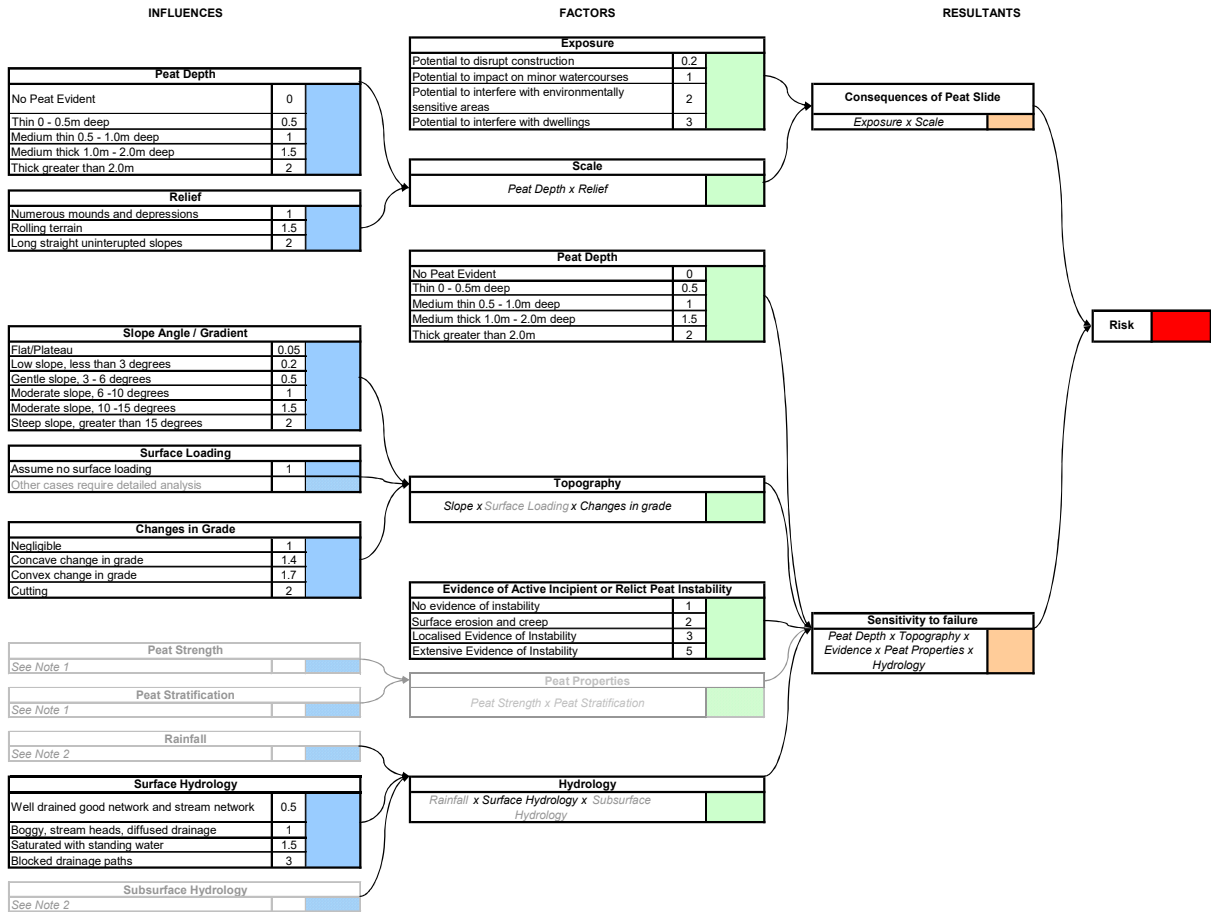 INFLUENCES
FACTORS
RESULTANTS
Peat Depth
No Peat Evident 0
Thin 0 - 0.5m deep 0.5
Medium thin 0.5 - 1.0m deep 1
Medium thick 1.0m - 2.0m deep 1.5
Thick greater than 2.0m 2
Relief
Numerous mounds and depressions 1
Rolling terrain 1.5
Long straight uninterupted slopes 2
Slope Angle / Gradient
Flat/Plateau 0.05
Low slope, less than 3 degrees 0.2
Gentle slope, 3 - 6 degrees 0.5
Moderate slope, 6 -10 degrees 1
Moderate slope, 10 -15 degrees 1.5
Steep slope, greater than 15 degrees 2
Surface Loading
Assume no surface loading 1
Other cases require detailed analysis
Changes in Grade
Negligible 1
Concave change in grade 1.4
Convex change in grade 1.7
Cutting 2
Peat Strength
See Note 1
Peat Stratification
See Note 1
Rainfall
See Note 2
Surface Hydrology
Well drained good network and stream network 0.5
Boggy, stream heads, diffused drainage 1
Saturated with standing water 1.5
Blocked drainage paths 3
Subsurface Hydrology
See Note 2
Exposure
Potential to disrupt construction 0.2
Potential to impact on minor watercourses 1
Potential to interfere with environmentally
sensitive areas 2
Potential to interfere with dwellings 3
Scale
Peat Depth x Relief
Peat Depth
No Peat Evident 0
Thin 0 - 0.5m deep 0.5
Medium thin 0.5 - 1.0m deep 1
Medium thick 1.0m - 2.0m deep 1.5
Thick greater than 2.0m 2
Topography
Slope x Surface Loading x Changes in grade
Evidence of Active Incipient or Relict Peat Instability
No evidence of instability 1
Surface erosion and creep 2
Localised Evidence of Instability 3
Extensive Evidence of Instability 5
Peat Properties
Peat Strength x Peat Stratification
Hydrology
Rainfall x Surface Hydrology x Subsurface
Hydrology
Consequences of Peat Slide
Exposure x Scale
Sensitivity to failure
Peat Depth x Topography x
Evidence x Peat Properties x
Hydrology
Risk